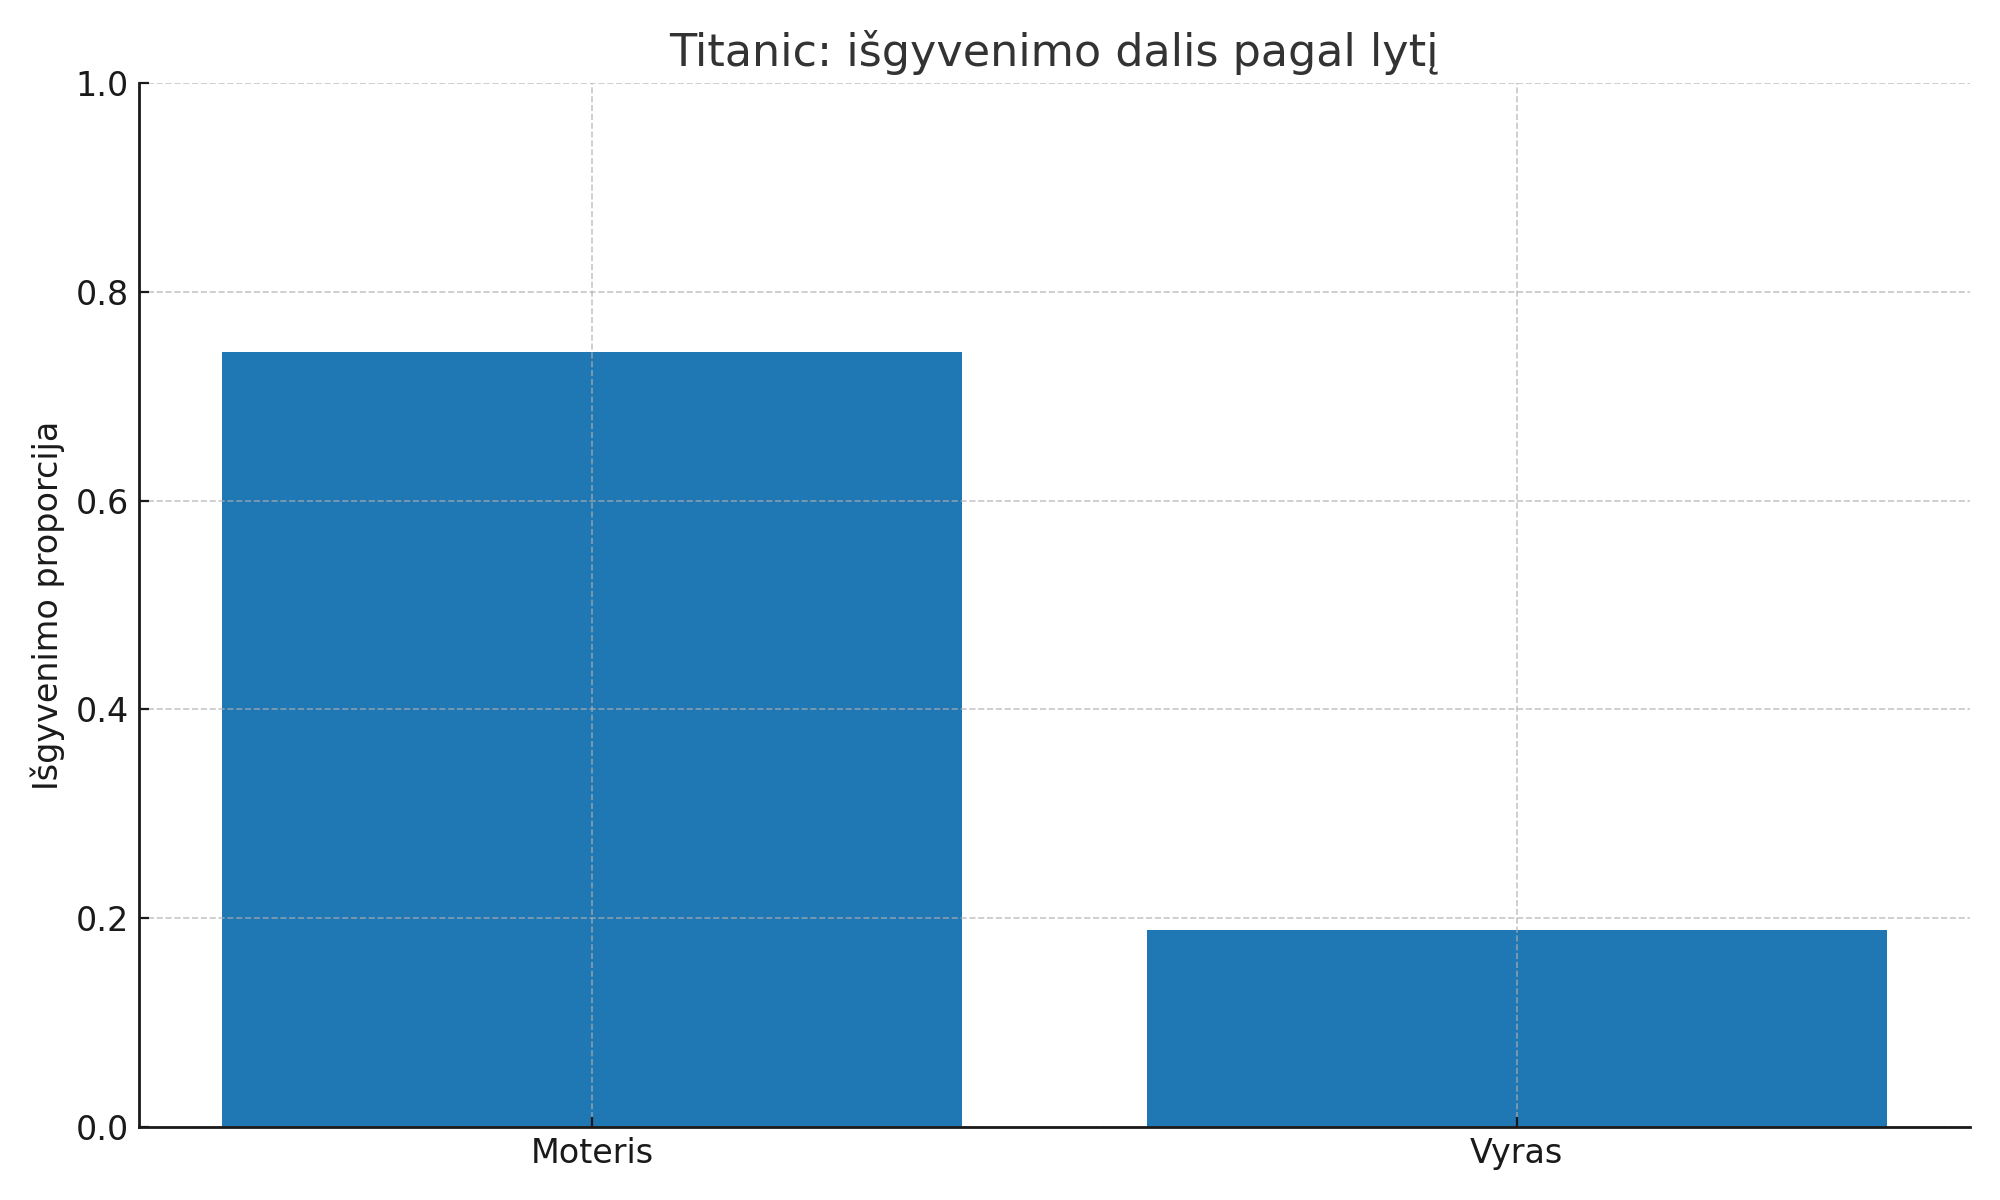 Titanic: išgyvenimo dalis pagal lytį
Išgyvenimo proporcija
1.0
0.8
0.6
0.4
0.2
0.0
Moteris
Vyras